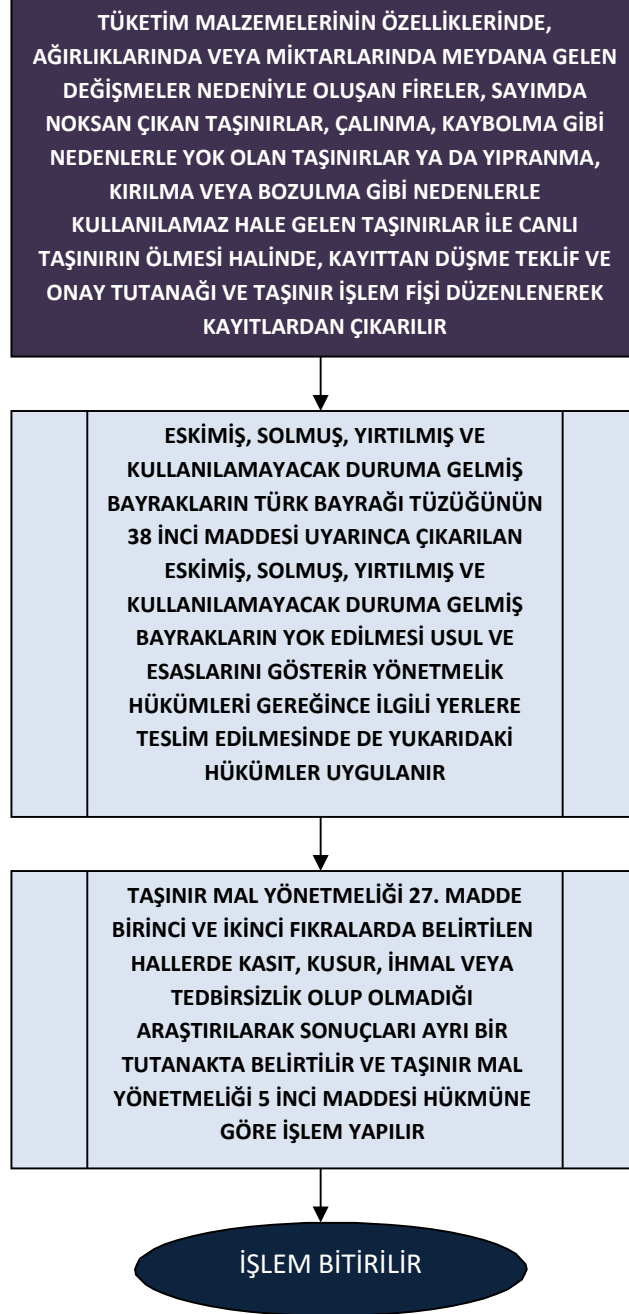 TÜKETİM MALZEMELERİNİN ÖZELLİKLERİNDE,
AĞIRLIKLARINDA VEYA MİKTARLARINDA MEYDANA GELEN
DEĞİŞMELER NEDENİYLE OLUŞAN FİRELER, SAYIMDA
NOKSAN ÇIKAN TAŞINIRLAR, ÇALINMA, KAYBOLMA GİBİ
NEDENLERLE YOK OLAN TAŞINIRLAR YA DA YIPRANMA,
KIRILMA VEYA BOZULMA GİBİ NEDENLERLE
KULLANILAMAZ HALE GELEN TAŞINIRLAR İLE CANLI
TAŞINIRIN ÖLMESİ HALİNDE, KAYITTAN DÜŞME TEKLİF VE
ONAY TUTANAĞI VE TAŞINIR İŞLEM FİŞİ DÜZENLENEREK
KAYITLARDAN ÇIKARILIR
ESKİMİŞ, SOLMUŞ, YIRTILMIŞ VE
KULLANILAMAYACAK DURUMA GELMİŞ
BAYRAKLARIN TÜRK BAYRAĞI TÜZÜĞÜNÜN
38 İNCİ MADDESİ UYARINCA ÇIKARILAN
ESKİMİŞ, SOLMUŞ, YIRTILMIŞ VE
KULLANILAMAYACAK DURUMA GELMİŞ
BAYRAKLARIN YOK EDİLMESİ USUL VE
ESASLARINI GÖSTERİR YÖNETMELİK
HÜKÜMLERİ GEREĞİNCE İLGİLİ YERLERE
TESLİM EDİLMESİNDE DE YUKARIDAKİ
HÜKÜMLER UYGULANIR
TAŞINIR MAL YÖNETMELİĞİ 27. MADDE
BİRİNCİ VE İKİNCİ FIKRALARDA BELİRTİLEN
HALLERDE KASIT, KUSUR, İHMAL VEYA
TEDBİRSİZLİK OLUP OLMADIĞI
ARAŞTIRILARAK SONUÇLARI AYRI BİR
TUTANAKTA BELİRTİLİR VE TAŞINIR MAL
YÖNETMELİĞİ 5 İNCİ MADDESİ HÜKMÜNE
GÖRE İŞLEM YAPILIR
İŞLEM BİTİRİLİR